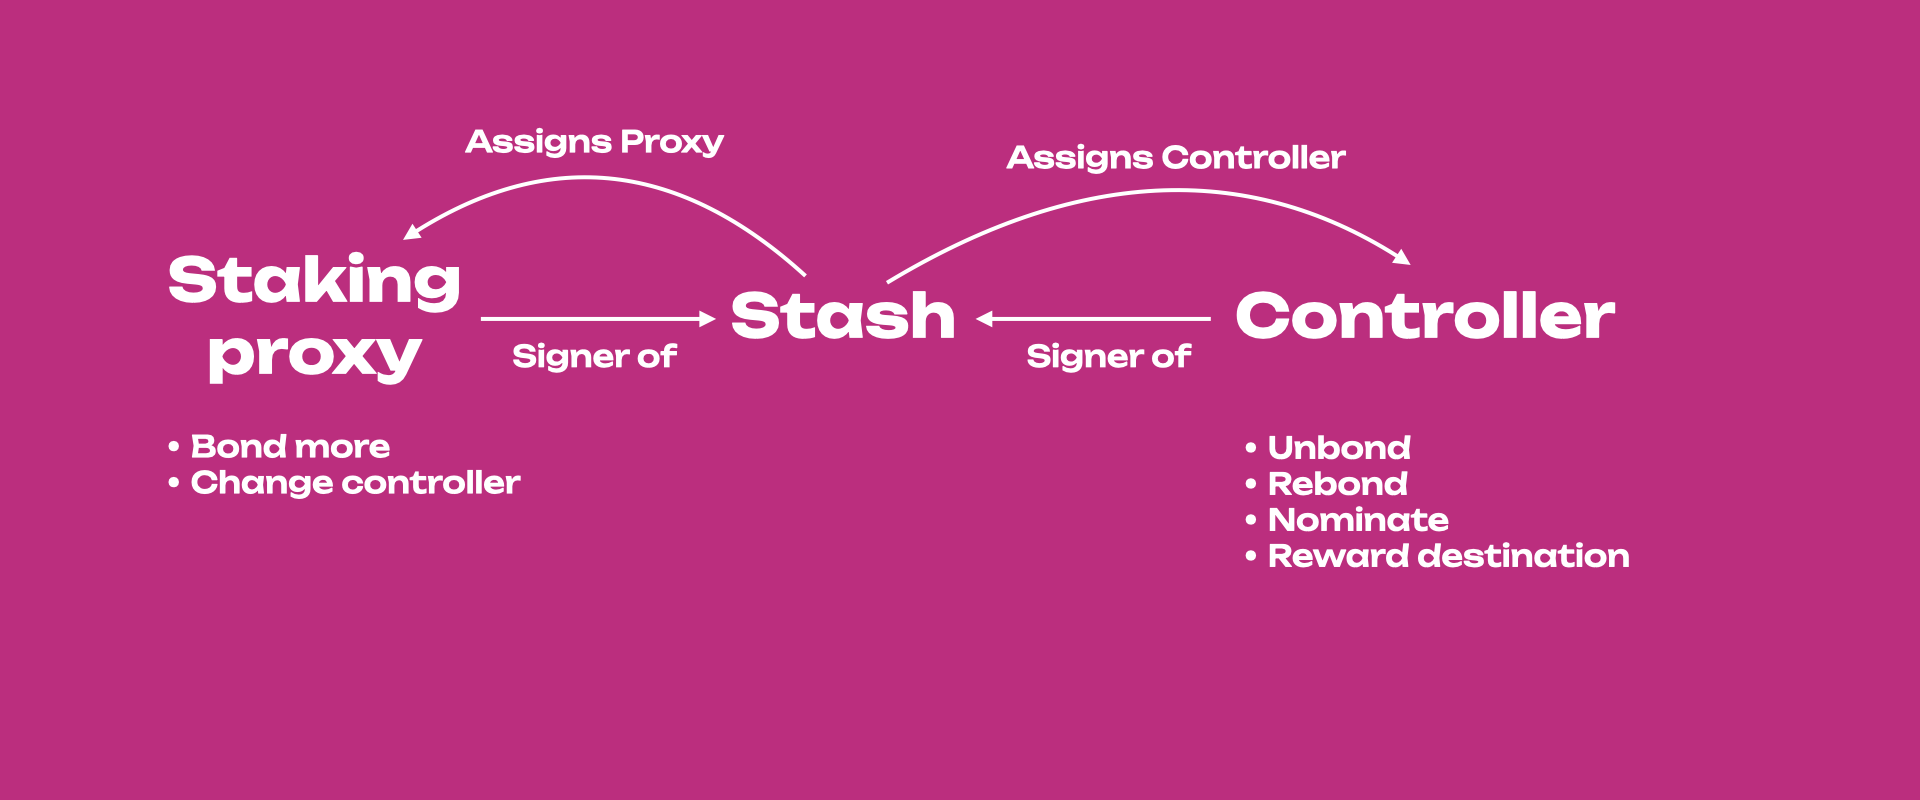 Assigns Proxy
Assigns Controller
Staking
proxy
Signer of
Stash
Signer of
Controller
• Bond more
• Change controller
• Unbond
• Rebond
• Nominate
• Reward destination